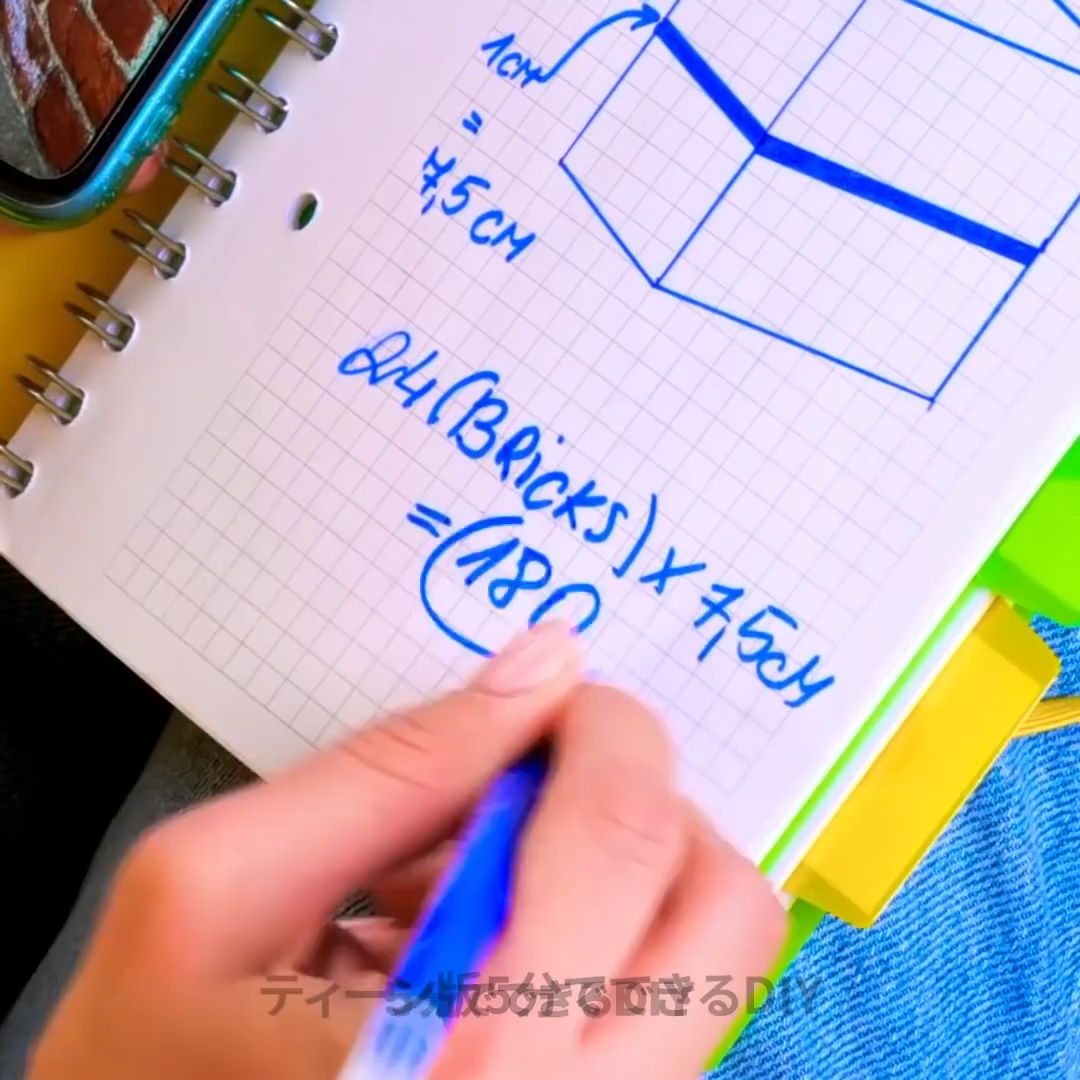 1CM
=
7,5 CM
24(BRICKS) x 7,5CM
= 180